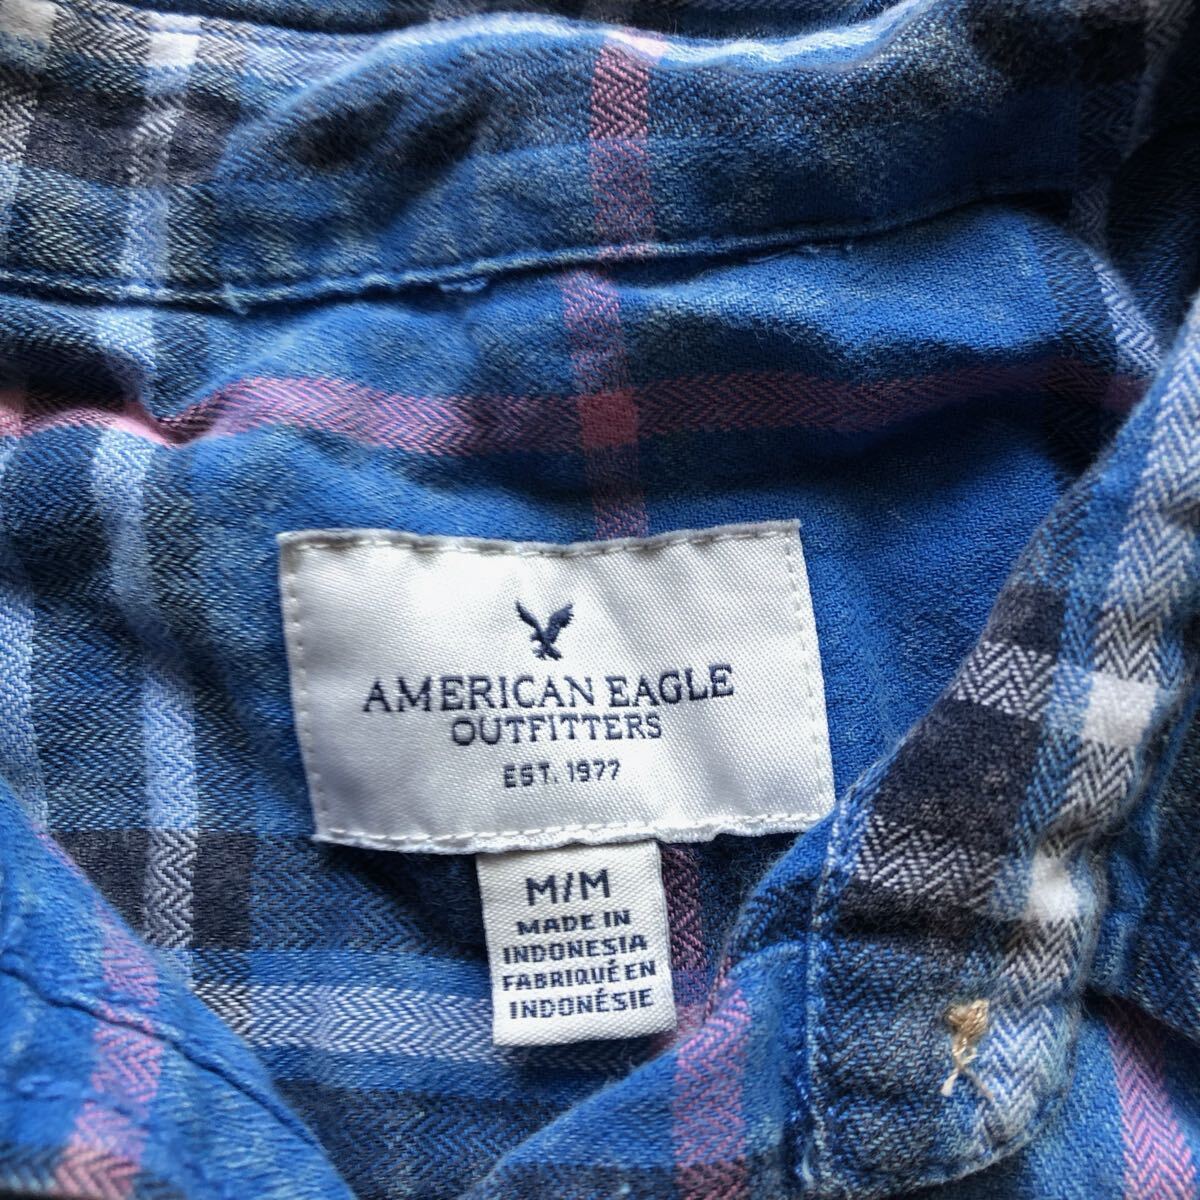 AMERICAN EAGLE
OUTFITTERS
EST. 1977
M/M
MADE IN
INDONESIA
FABRIQUÉ EN
INDONÉSIE